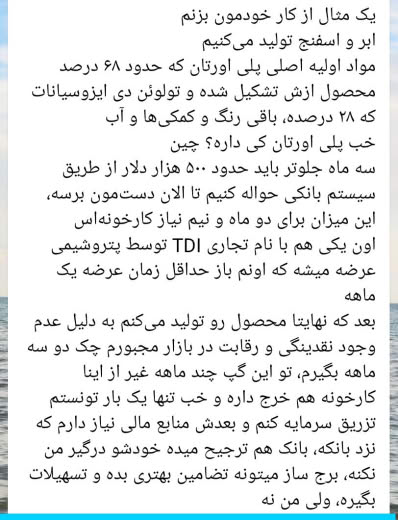 یک مثال از کار خودمون بزنم
ابر و اسفنج تولید می‌کنیم
مواد اولیه اصلی پلی اورتان که حدود ۶۸ درصد
محصول ازش تشکیل شده و تولوئن دی ایزوسیانات
که ۲۸ درصده، باقی رنگ و کمکی‌ها و آب
خب پلی اورتان کی داره؟ چین
سه ماه جلوتر باید حدود ۵۰۰ هزار دلار از طریق
سیستم بانکی حواله کنیم تا الان دست‌مون برسه،
این میزان برای دو ماه و نیم نیاز کارخونه‌اس
اون یکی هم با نام تجاری TDI توسط پتروشیمی
عرضه میشه که اونم باز حداقل زمان عرضه یک
ماهه
بعد که نهایتا محصول رو تولید می‌کنم به دلیل عدم
وجود نقدینگی و رقابت در بازار مجبورم چک دو سه
ماهه بگیرم، تو این گپ چند ماهه غیر از اینا
کارخونه هم خرج داره و خب تنها یک بار تونستم
تزریق سرمایه کنم و بعدش منابع مالی نیاز دارم که
نزد بانکه، بانک هم ترجیح میده خودشو درگیر من
نکنه، برج ساز میتونه تضامین بهتری بده و تسهیلات
بگیره، ولی من نه